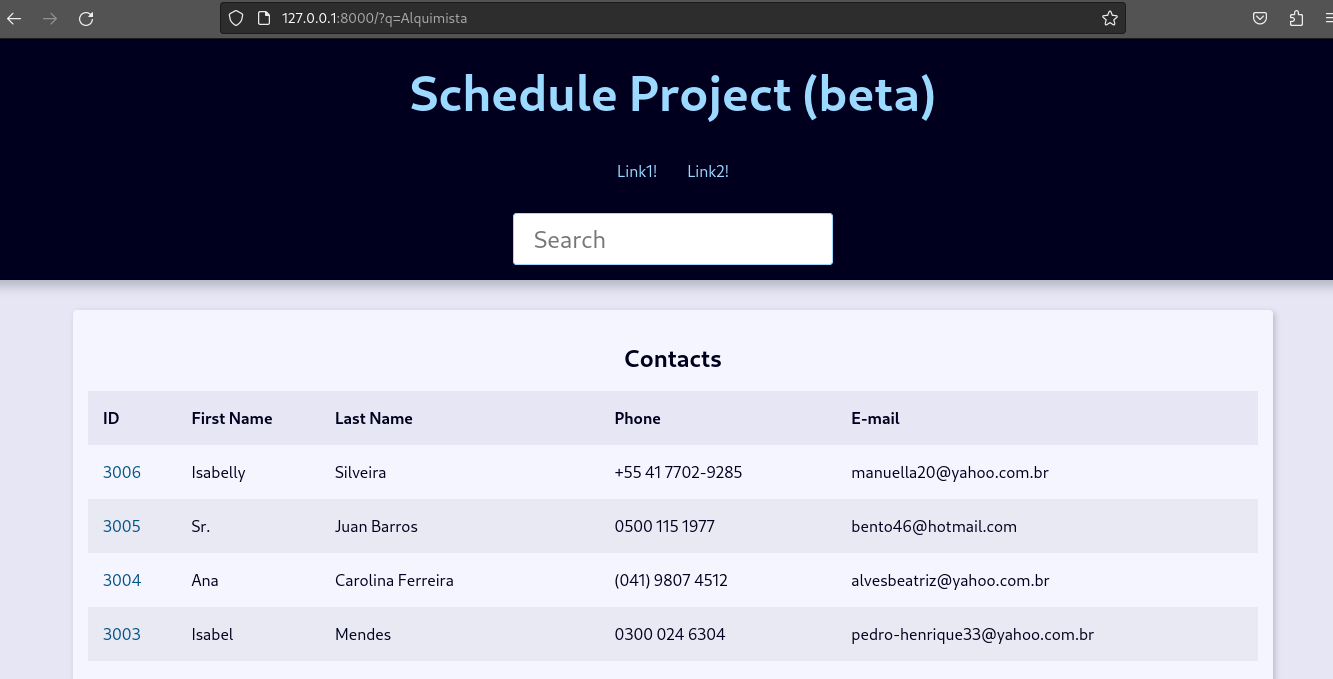 127.0.0.1:8000/?q=Alquimista
Schedule Project (beta)
Link1! Link2!
Search
Contacts
ID First Name Last Name Phone E-mail
3006 Isabelly Silveira +55 41 7702-9285 manuella20@yahoo.com.br
3005 Sr. Juan Barros 0500 115 1977 bento46@hotmail.com
3004 Ana Carolina Ferreira (041) 9807 4512 alvesbeatriz@yahoo.com.br
3003 Isabel Mendes 0300 024 6304 pedro-henrique33@yahoo.com.br